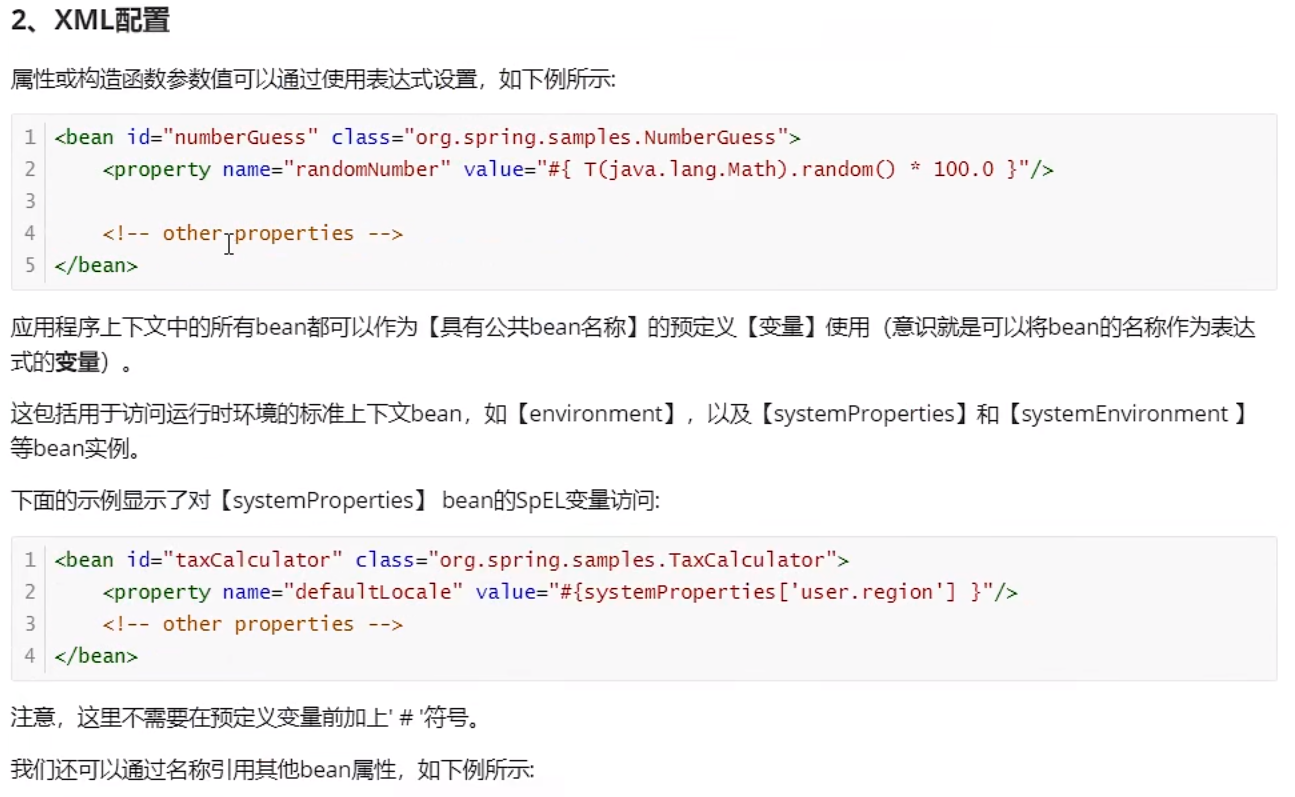 2、XML配置
属性或构造函数参数值可以通过使用表达式设置，如下例所示:
1 <bean id="numberGuess" class="org.spring.samples.NumberGuess">
2     <property name="randomNumber" value="#{ T(java.lang.Math).random() * 100.0 }"/>
3
4     <!-- other properties -->
5 </bean>
应用程序上下文中的所有bean都可以作为【具有公共bean名称】的预定义【变量】使用（意识就是可以将bean的名称作为表达
式的变量）。
这包括用于访问运行时环境的标准上下文bean，如【environment】，以及【systemProperties】和【systemEnvironment 】
等bean实例。
下面的示例显示了对【systemProperties】 bean的SpEL变量访问:
1 <bean id="taxCalculator" class="org.spring.samples.TaxCalculator">
2     <property name="defaultLocale" value="#{systemProperties['user.region'] }"/>
3     <!-- other properties -->
4 </bean>
注意，这里不需要在预定义变量前加上' # '符号。
我们还可以通过名称引用其他bean属性，如下例所示: